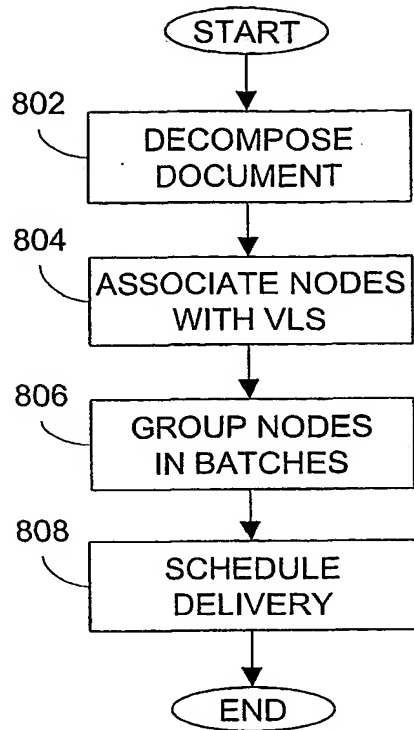 START
802
DECOMPOSE
DOCUMENT
804
ASSOCIATE NODES
WITH VLS
806
GROUP NODES
IN BATCHES
808
SCHEDULE
DELIVERY
END